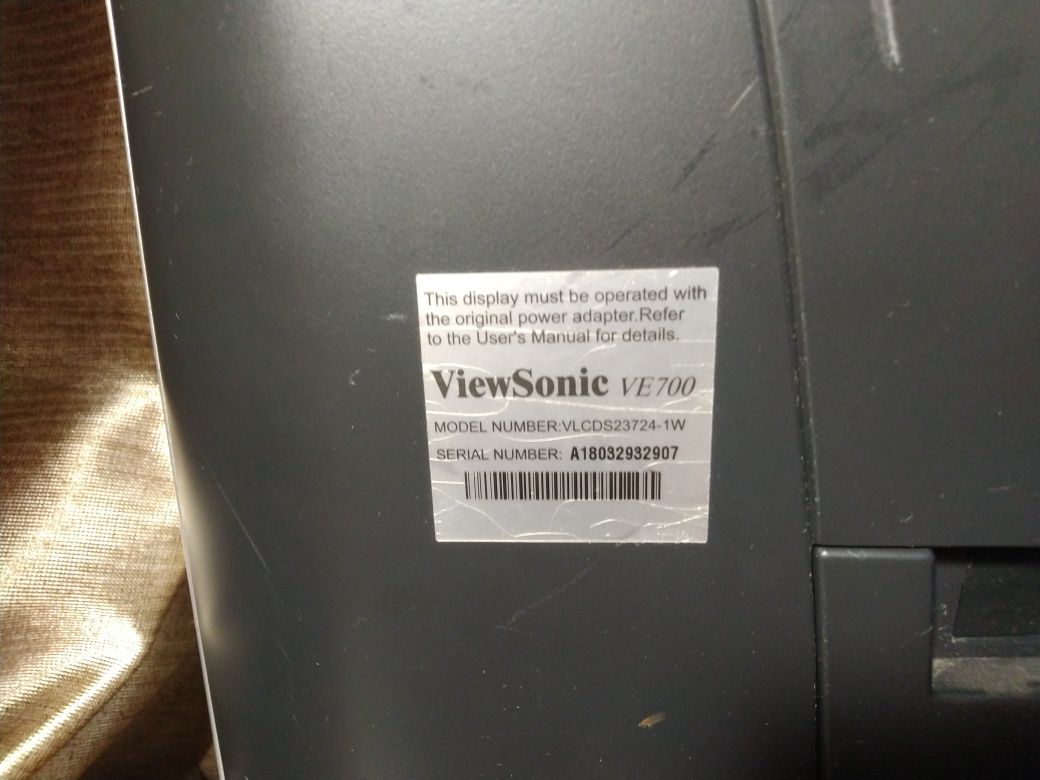 This display must be operated with
the original power adapter.Refer
to the User's Manual for details.
ViewSonic VE700
MODEL NUMBER:VLCDS23724-1W
SERIAL NUMBER: A18032932907